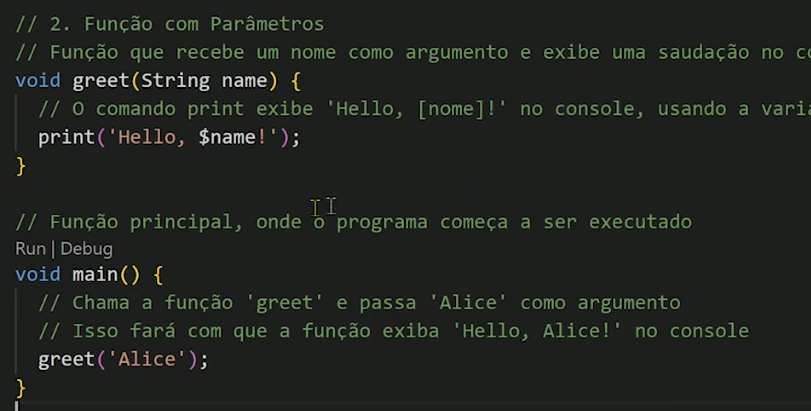 // 2. Função com Parâmetros
// Função que recebe um nome como argumento e exibe uma saudação no
void greet(String name) {
// O comando print exibe 'Hello, [nome]!' no console, usando a
print('Hello, $name!');
}
// Função principal, onde o programa começa a ser executado
Run | Debug
void main() {
// Chama a função 'greet' e passa 'Alice' como argumento
// Isso fará com que a função exiba 'Hello, Alice!' no console
greet('Alice');
}